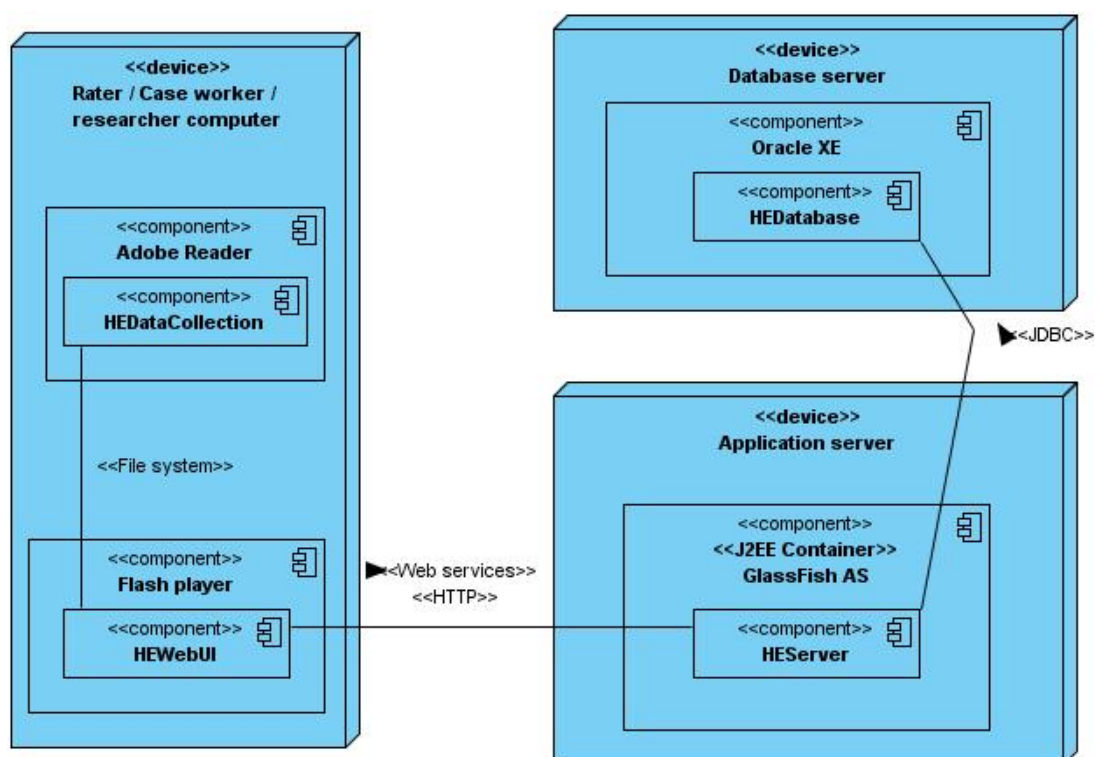 <<device>>
Rater / Case worker /
researcher computer
<<component>>
Adobe Reader
<<component>>
HEDataCollection
<<File system>>
<<component>>
Flash player
<<component>>
HEWebUI
<<Web services>>
<<HTTP>>
<<device>>
Database server
<<component>>
Oracle XE
<<component>>
HEDatabase
<<JDBC>>
<<device>>
Application server
<<component>>
<<J2EE Container>>
GlassFish AS
<<component>>
HEServer